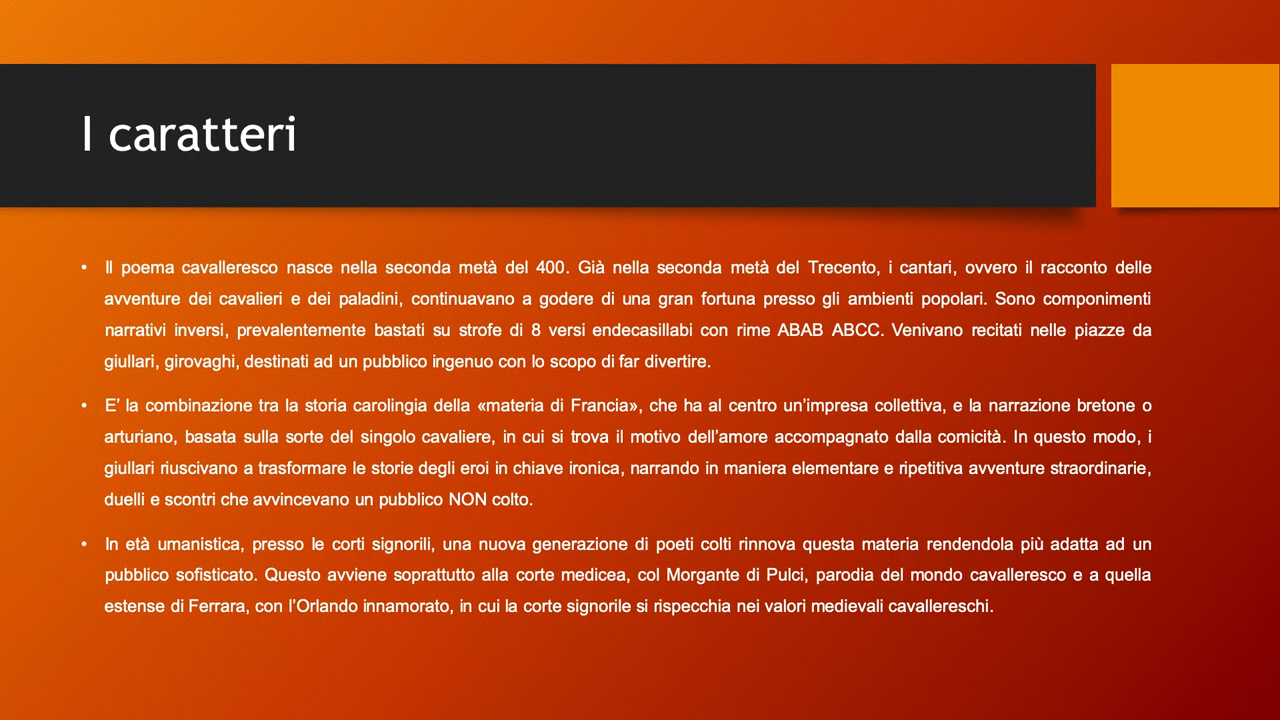 I caratteri
• Il poema cavalleresco nasce nella seconda metà del 400. Già nella seconda metà del Trecento, i cantari, ovvero il racconto delle
avventure dei cavalieri e dei paladini, continuavano a godere di una gran fortuna presso gli ambienti popolari. Sono componimenti
narrativi inversi, prevalentemente bastati su strofe di 8 versi endecasillabi con rime ABAB ABCC. Venivano recitati nelle piazze da
giullari, girovaghi, destinati ad un pubblico ingenuo con lo scopo di far divertire.
• E’ la combinazione tra la storia carolingia della «materia di Francia», che ha al centro un’impresa collettiva, e la narrazione bretone o
arturiano, basata sulla sorte del singolo cavaliere, in cui si trova il motivo dell’amore accompagnato dalla comicità. In questo modo, i
giullari riuscivano a trasformare le storie degli eroi in chiave ironica, narrando in maniera elementare e ripetitiva avventure straordinarie,
duelli e scontri che avvincevano un pubblico NON colto.
• In età umanistica, presso le corti signorili, una nuova generazione di poeti colti rinnova questa materia rendendola più adatta ad un
pubblico sofisticato. Questo avviene soprattutto alla corte medicea, col Morgante di Pulci, parodia del mondo cavalleresco e a quella
estense di Ferrara, con l’Orlando innamorato, in cui la corte signorile si rispecchia nei valori medievali cavallereschi.